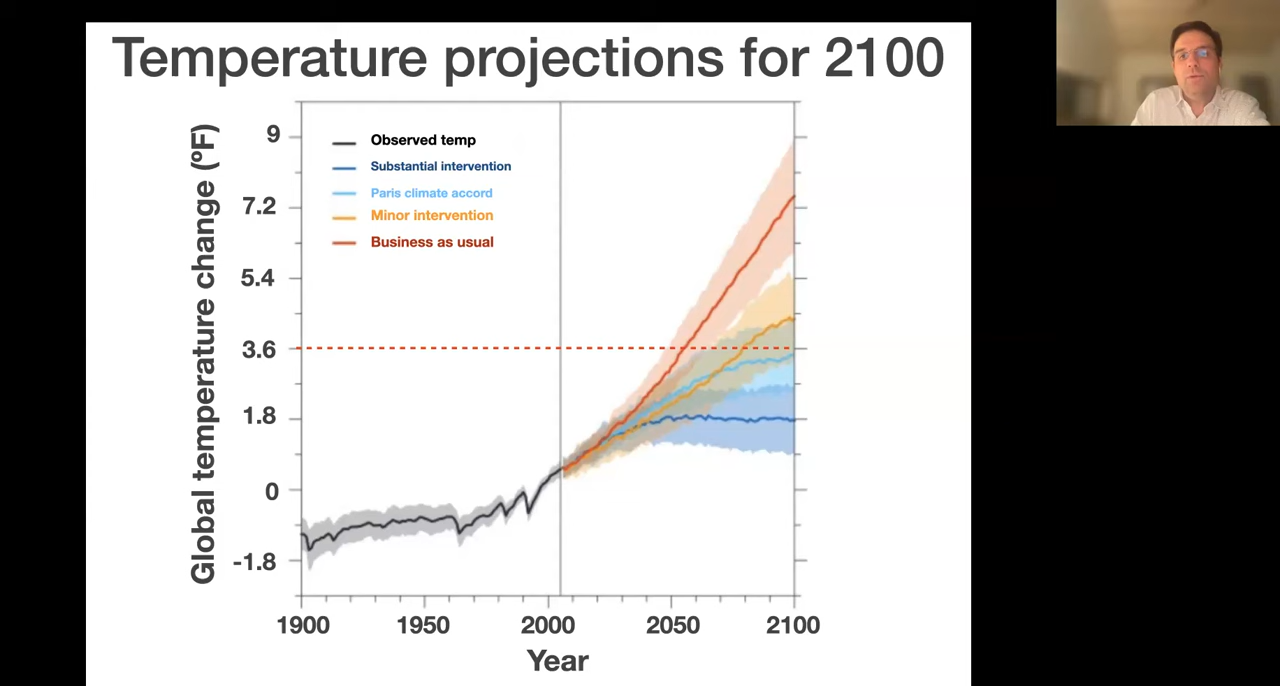 Temperature projections for 2100
Global temperature change (ºF)
9
7.2
5.4
3.6
1.8
0
-1.8
Observed temp
Substantial intervention
Paris climate accord
Minor intervention
Business as usual
1900 1950 2000 2050 2100
Year